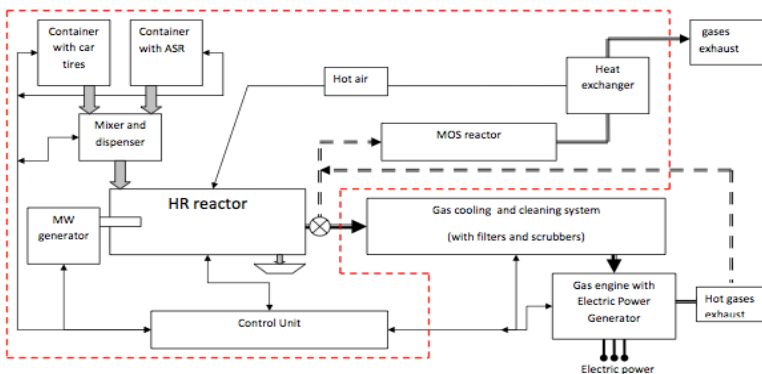 Container
with car
tires
Container
with ASR
gases
exhaust
Hot air
Heat
exchanger
Mixer and
dispenser
MOS reactor
HR reactor
MW
generator
Gas cooling and cleaning system
(with filters and scrubbers)
Gas engine with
Electric Power
Generator
Hot gases
exhaust
Control Unit
Electric power